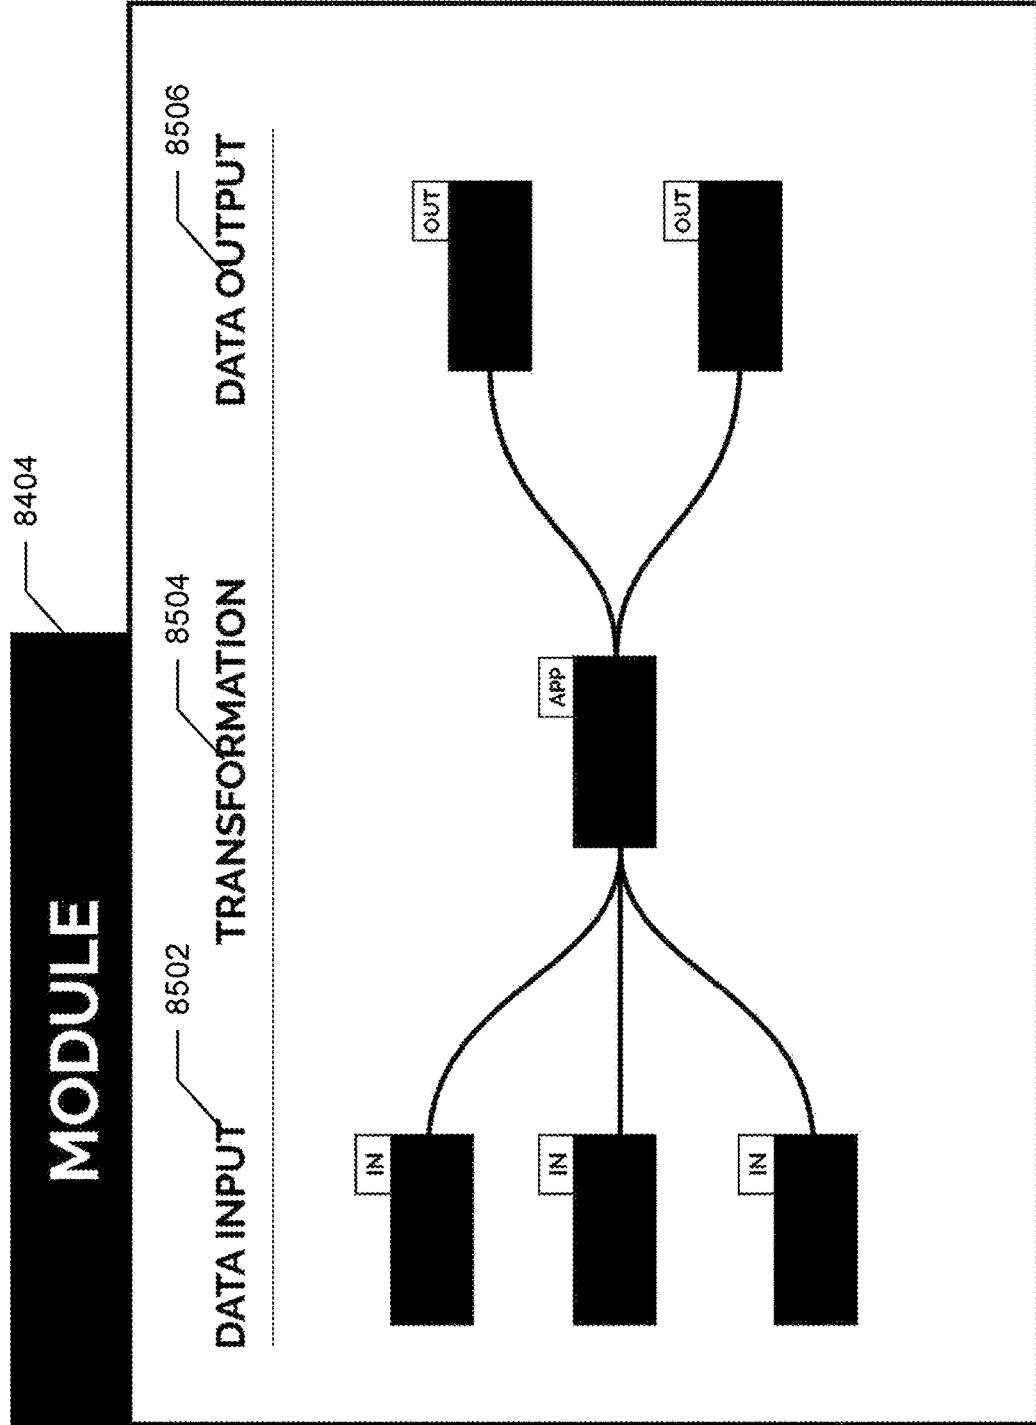 8404
MODULE
8502
8504
8506
DATA INPUT
TRANSFORMATION
DATA OUTPUT
IN
OUT
IN
APP
OUT
IN